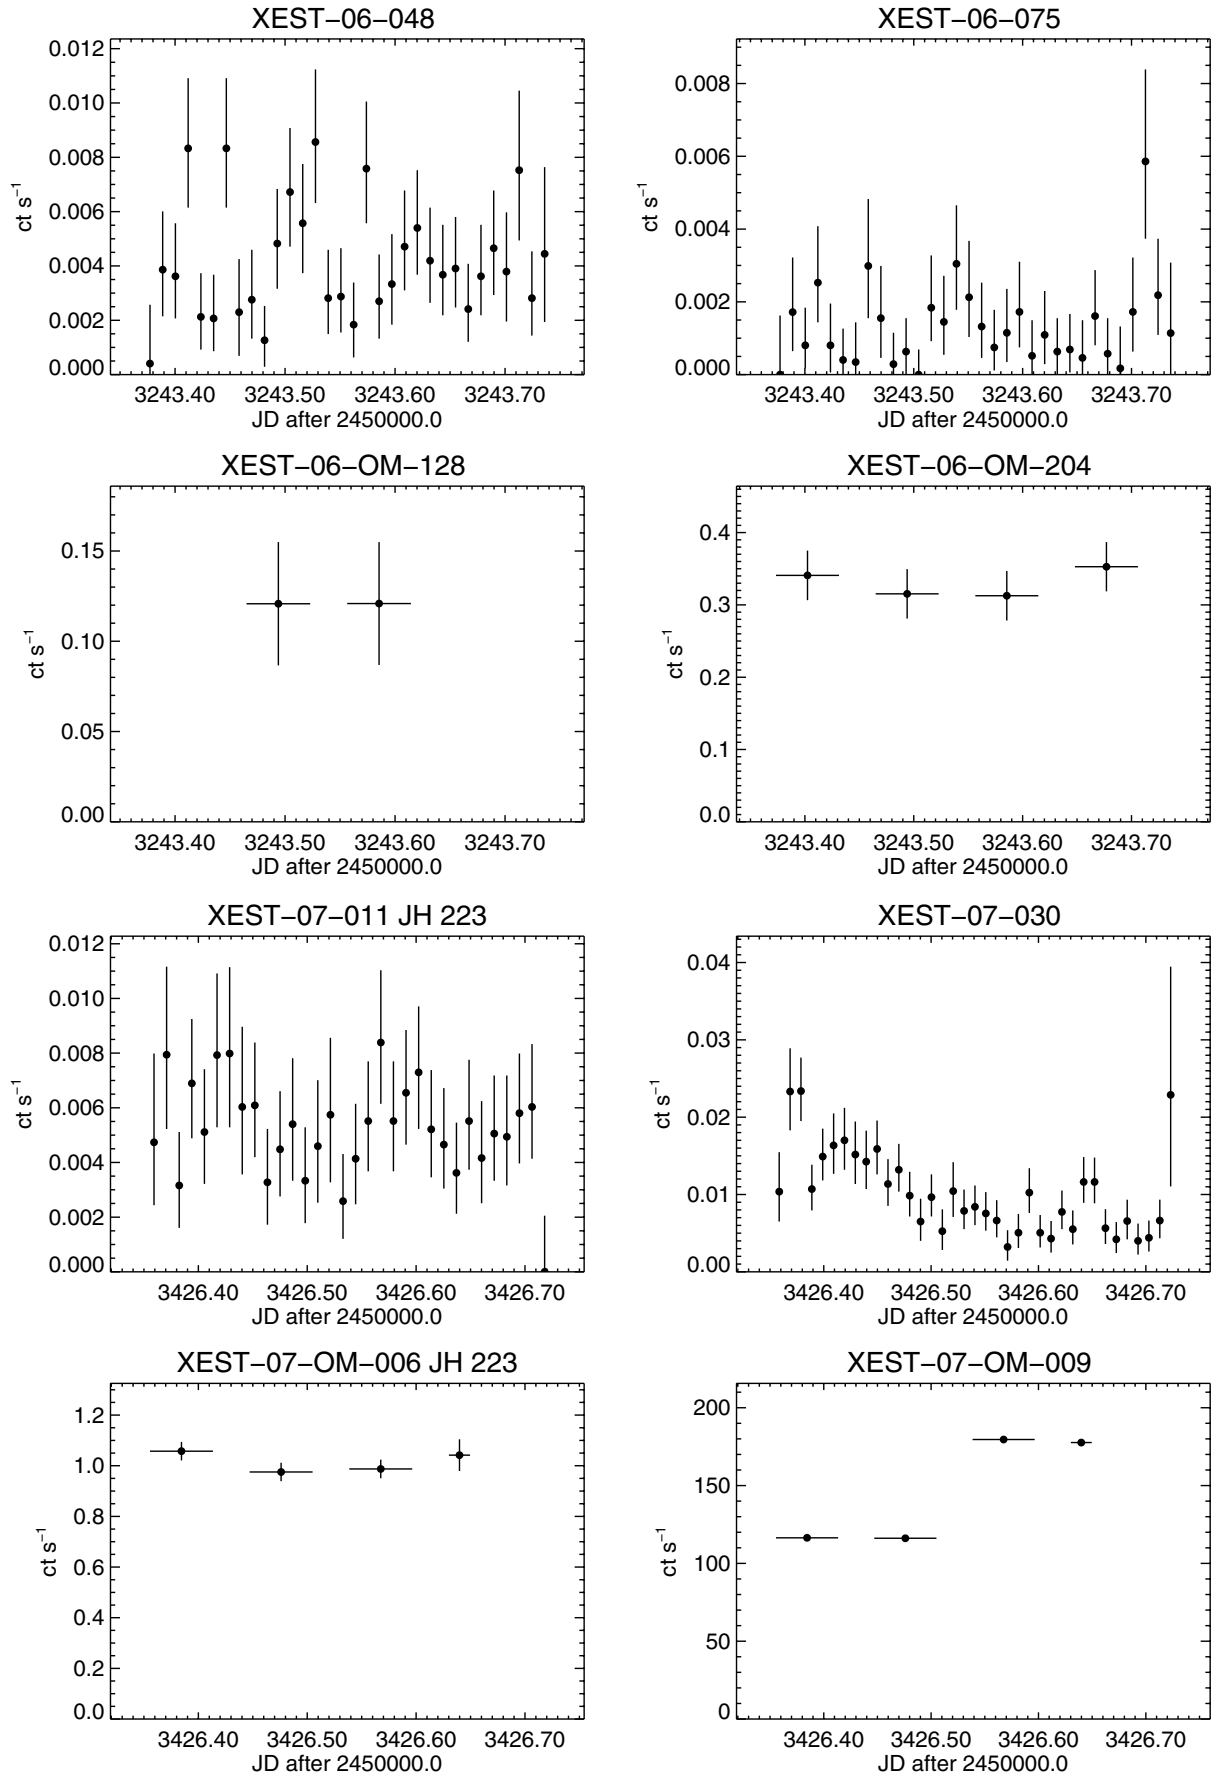 XEST−06−048
0.012
0.010
0.008
0.006
0.004
0.002
0.000
ct s−1
3243.40 3243.50 3243.60 3243.70
JD after 2450000.0
XEST−06−075
0.008
0.006
0.004
0.002
0.000
ct s−1
3243.40 3243.50 3243.60 3243.70
JD after 2450000.0
XEST−06−OM−128
0.15
0.10
0.05
0.00
ct s−1
3243.40 3243.50 3243.60 3243.70
JD after 2450000.0
XEST−06−OM−204
0.4
0.3
0.2
0.1
0.0
ct s−1
3243.40 3243.50 3243.60 3243.70
JD after 2450000.0
XEST−07−011 JH 223
0.012
0.010
0.008
0.006
0.004
0.002
0.000
ct s−1
3426.40 3426.50 3426.60 3426.70
JD after 2450000.0
XEST−07−030
0.04
0.03
0.02
0.01
0.00
ct s−1
3426.40 3426.50 3426.60 3426.70
JD after 2450000.0
XEST−07−OM−006 JH 223
1.2
1.0
0.8
0.6
0.4
0.2
0.0
ct s−1
3426.40 3426.50 3426.60 3426.70
JD after 2450000.0
XEST−07−OM−009
200
150
100
50
0
ct s−1
3426.40 3426.50 3426.60 3426.70
JD after 2450000.0